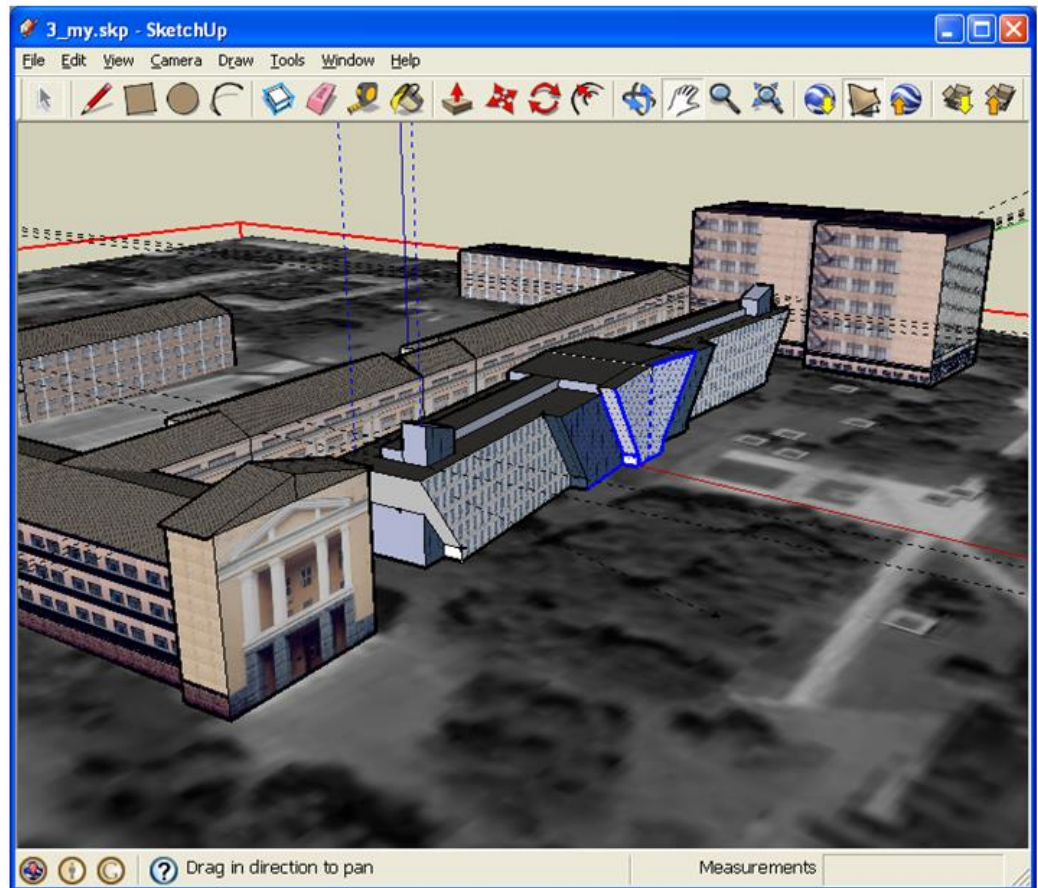 3_my.skp - SketchUp
File Edit View Camera Draw Tools Window Help
Drag in direction to pan
Measurements